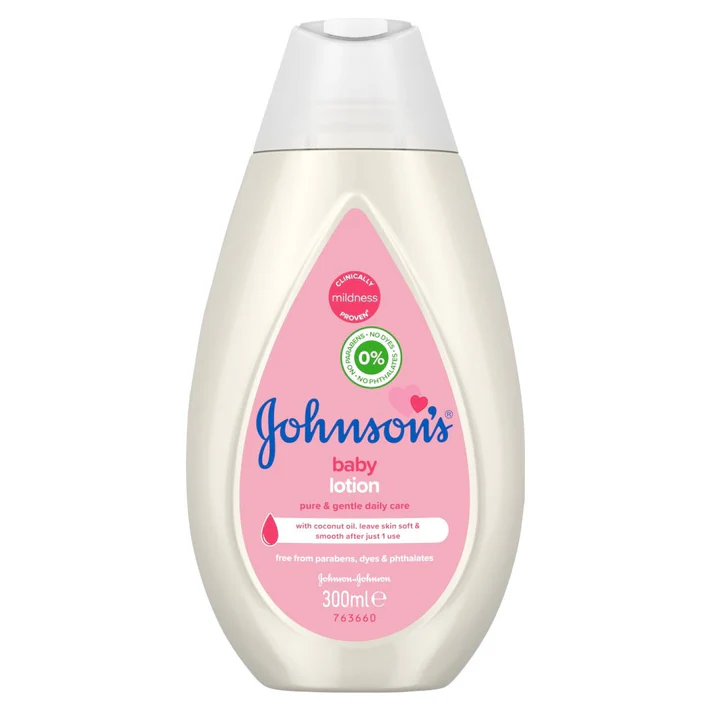 CLINICALLY
mildness
PROVEN*
NO PARABENS • NO DYES • NO PHTHALATES •
0%
Johnson's®
baby
lotion
pure & gentle daily care
with coconut oil, leave skin soft &
smooth after just 1 use
free from parabens, dyes & phthalates
Johnson & Johnson
300ml e
763660